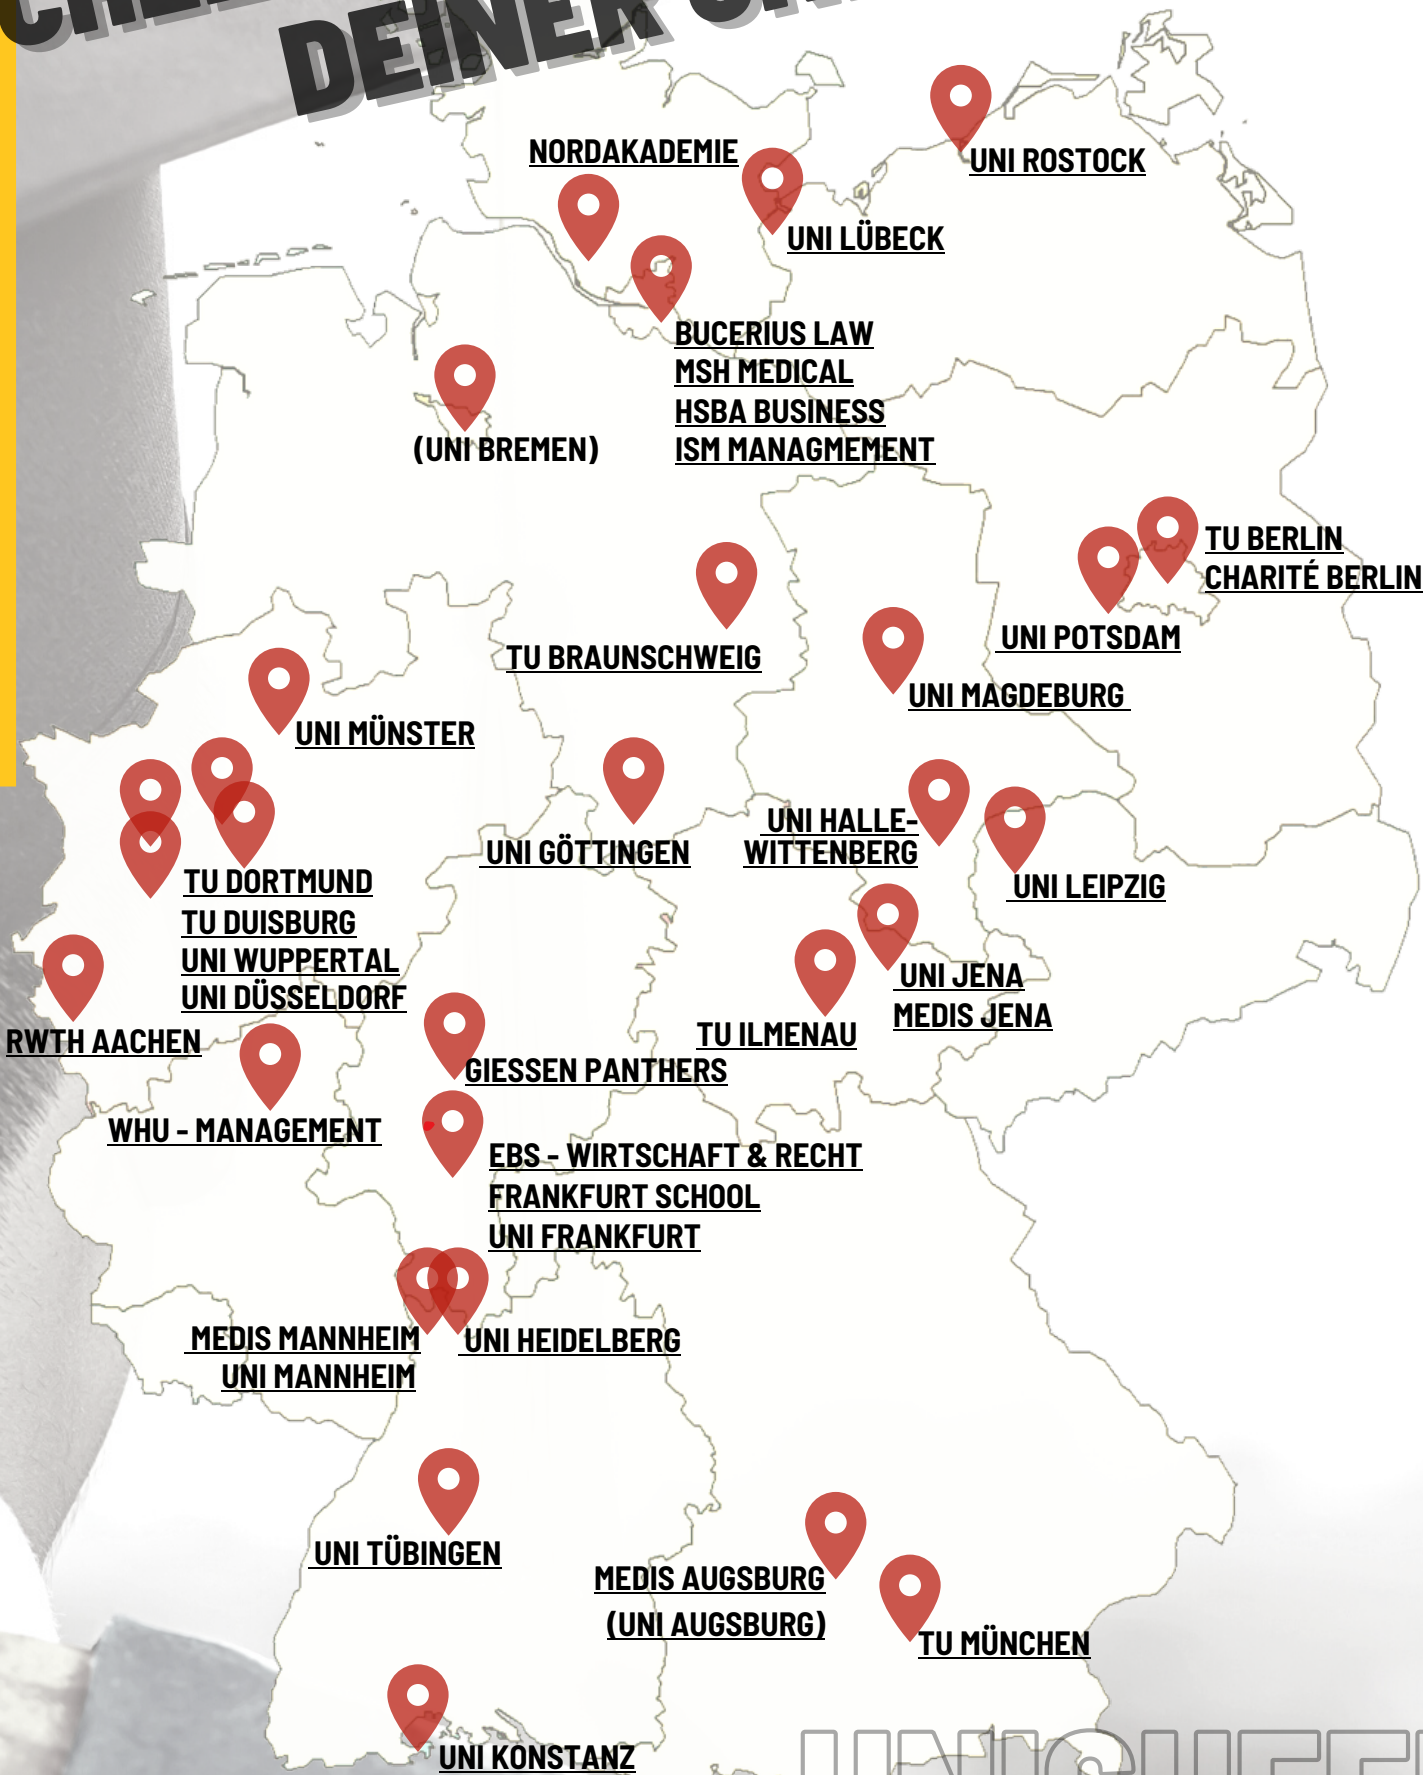 DEINER
NORDAKADEMIE
UNI ROSTOCK
UNI LÜBECK
BUCERIUS LAW
MSH MEDICAL
HSBA BUSINESS
ISM MANAGMEMENT
(UNI BREMEN)
TU BERLIN
CHARITÉ BERLIN
UNI POTSDAM
TU BRAUNSCHWEIG
UNI MAGDEBURG
UNI MÜNSTER
UNI GÖTTINGEN
UNI HALLE-
WITTENBERG
UNI LEIPZIG
TU DORTMUND
TU DUISBURG
UNI WUPPERTAL
UNI DÜSSELDORF
UNI JENA
MEDIS JENA
TU ILMENAU
RWTH AACHEN
GIESSEN PANTHERS
WHU - MANAGEMENT
EBS - WIRTSCHAFT & RECHT
FRANKFURT SCHOOL
UNI FRANKFURT
MEDIS MANNHEIM
UNI MANNHEIM
UNI HEIDELBERG
UNI TÜBINGEN
MEDIS AUGSBURG
(UNI AUGSBURG)
TU MÜNCHEN
UNI KONSTANZ